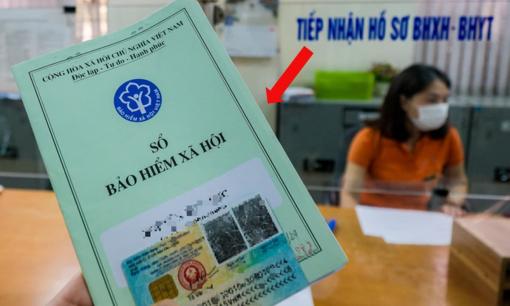 TIẾP NHẬN HỒ SƠ BHXH-BHYT
CỘNG HÒA XÃ HỘI CHỦ NGHĨA VIỆT NAM
Độc lập - Tự do - Hạnh phúc
BẢO HIỂM XÃ HỘI VIỆT NAM
SỔ
BẢO HIỂM XÃ HỘI